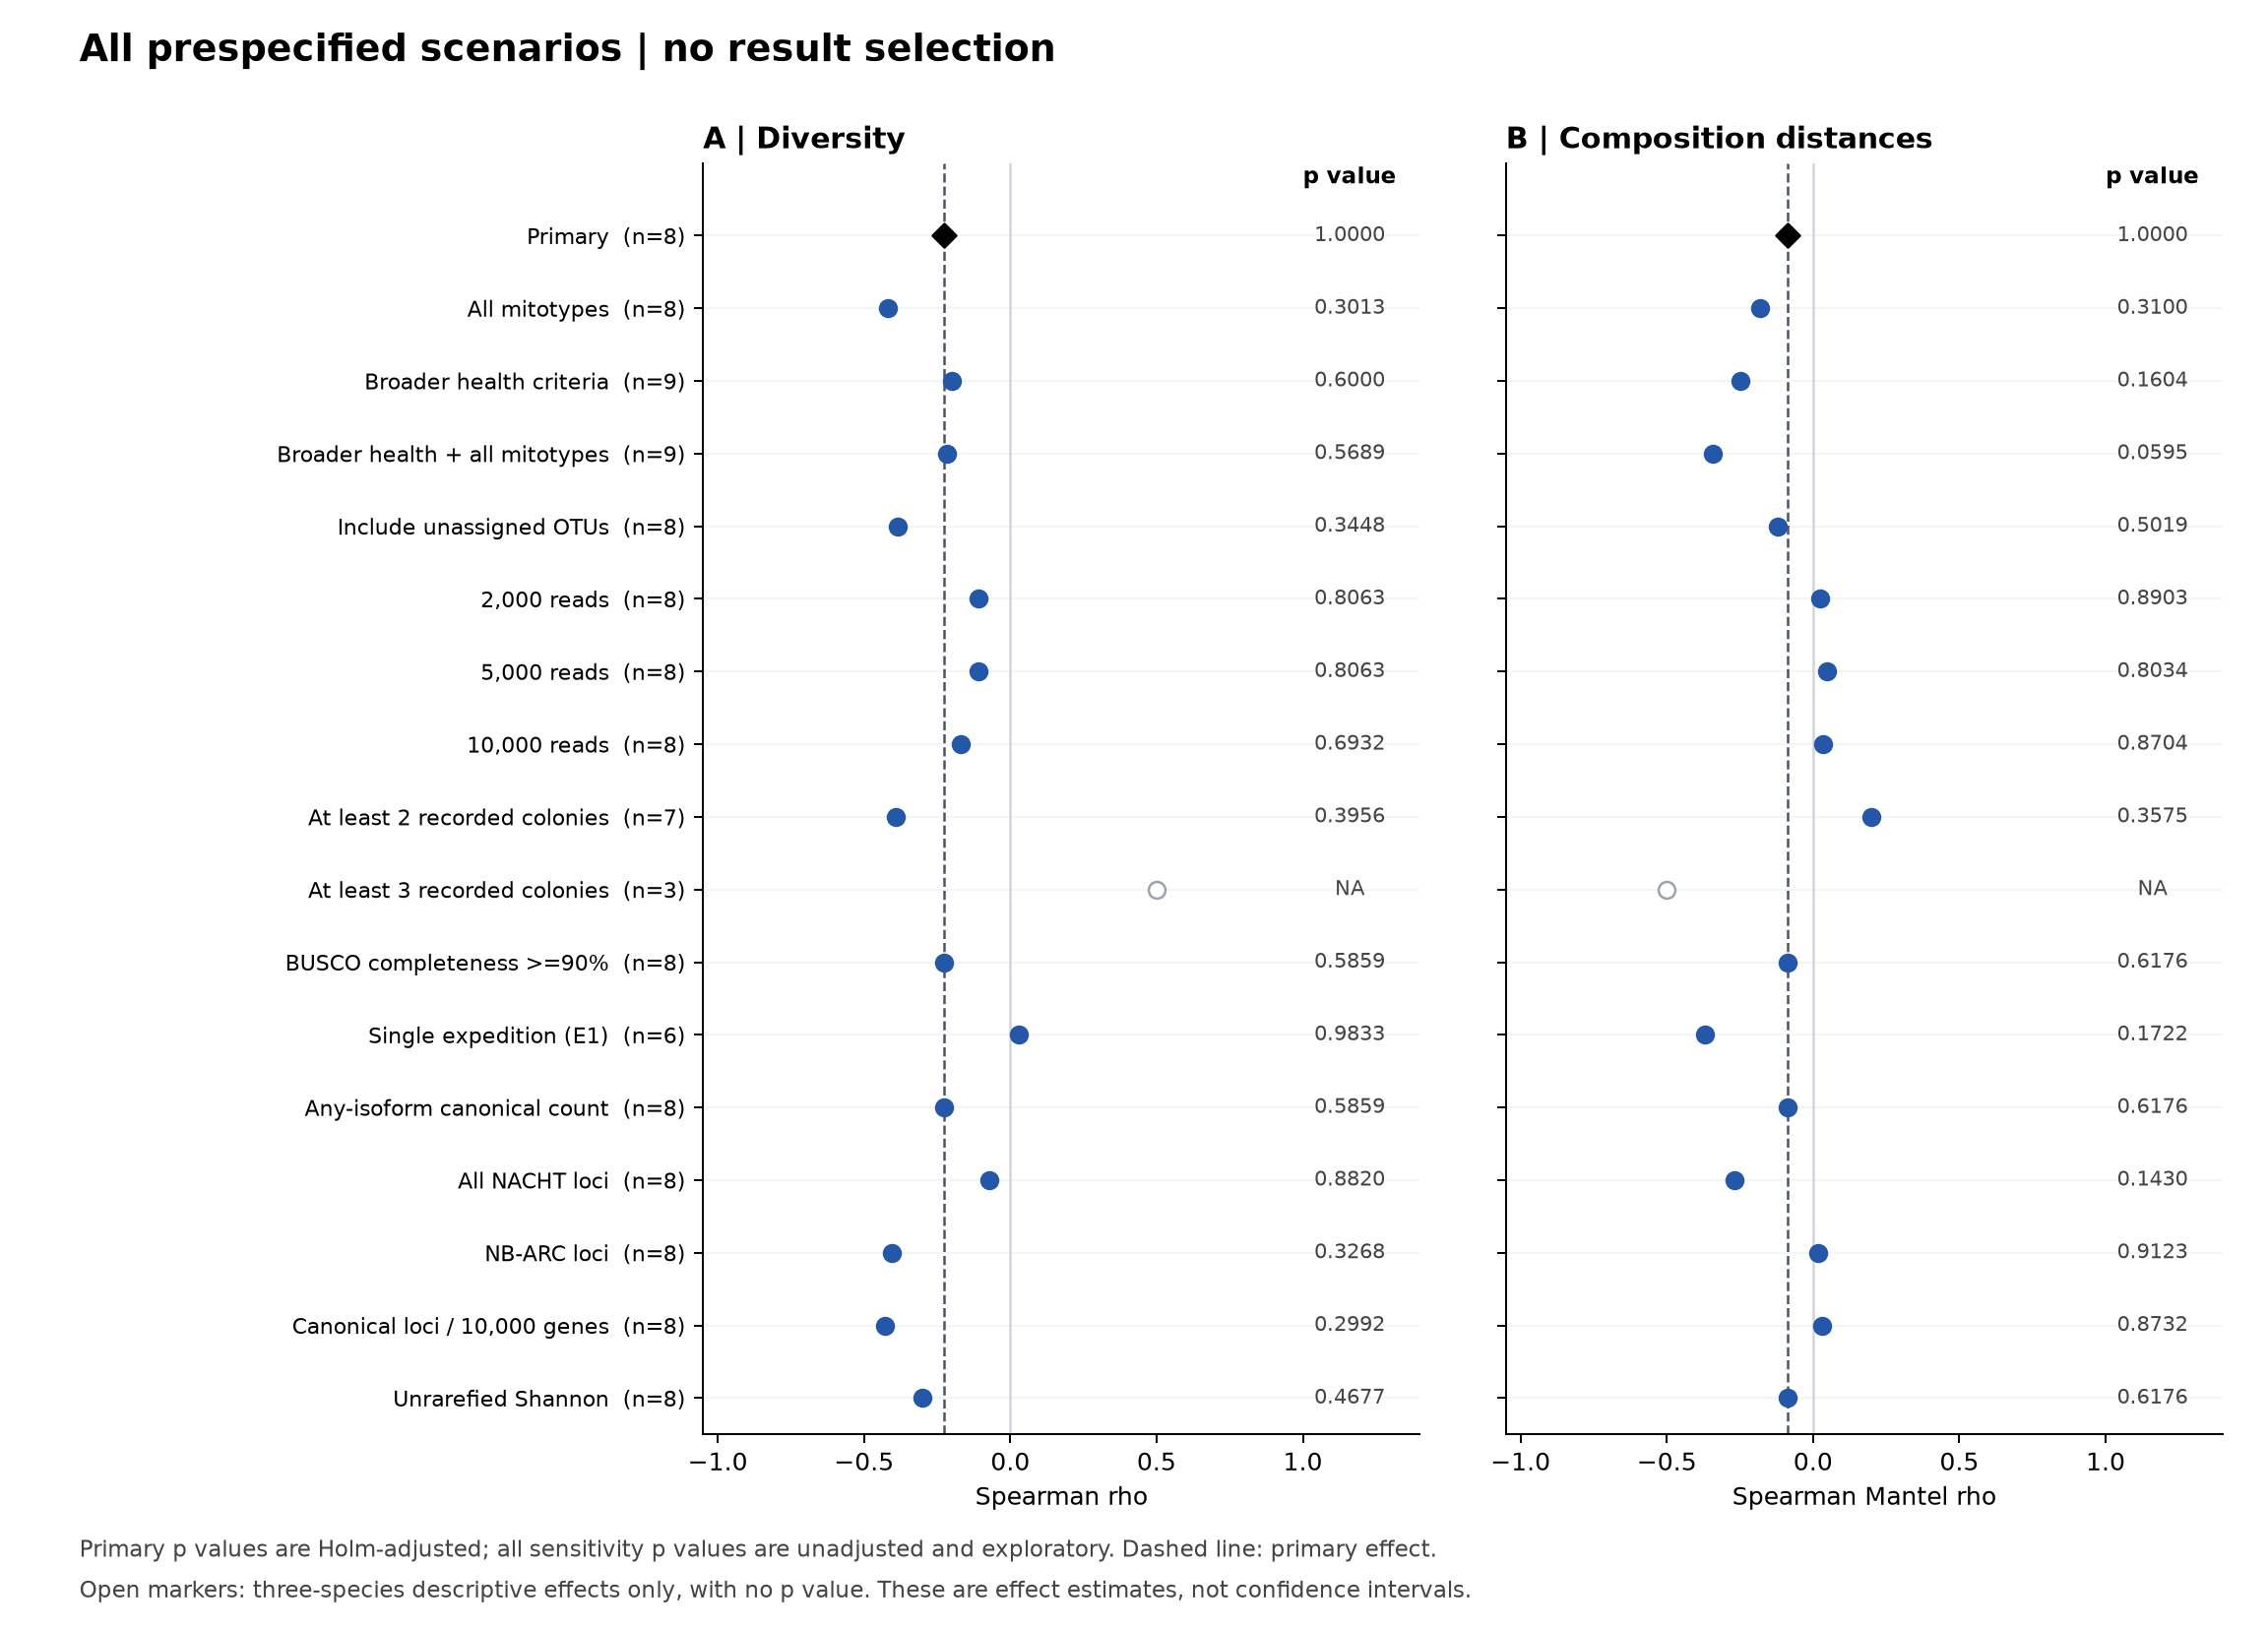 All prespecified scenarios | no result selection
A | Diversity
B | Composition distances
p value
p value
Primary (n=8) 1.0000 1.0000
All mitotypes (n=8) 0.3013 0.3100
Broader health criteria (n=9) 0.6000 0.1604
Broader health + all mitotypes (n=9) 0.5689 0.0595
Include unassigned OTUs (n=8) 0.3448 0.5019
2,000 reads (n=8) 0.8063 0.8903
5,000 reads (n=8) 0.8063 0.8034
10,000 reads (n=8) 0.6932 0.8704
At least 2 recorded colonies (n=7) 0.3956 0.3575
At least 3 recorded colonies (n=3) NA NA
BUSCO completeness >=90% (n=8) 0.5859 0.6176
Single expedition (E1) (n=6) 0.9833 0.1722
Any-isoform canonical count (n=8) 0.5859 0.6176
All NACHT loci (n=8) 0.8820 0.1430
NB-ARC loci (n=8) 0.3268 0.9123
Canonical loci / 10,000 genes (n=8) 0.2992 0.8732
Unrarefied Shannon (n=8) 0.4677 0.6176
−1.0 −0.5 0.0 0.5 1.0
−1.0 −0.5 0.0 0.5 1.0
Spearman rho
Spearman Mantel rho
Primary p values are Holm-adjusted; all sensitivity p values are unadjusted and exploratory. Dashed line: primary effect.
Open markers: three-species descriptive effects only, with no p value. These are effect estimates, not confidence intervals.